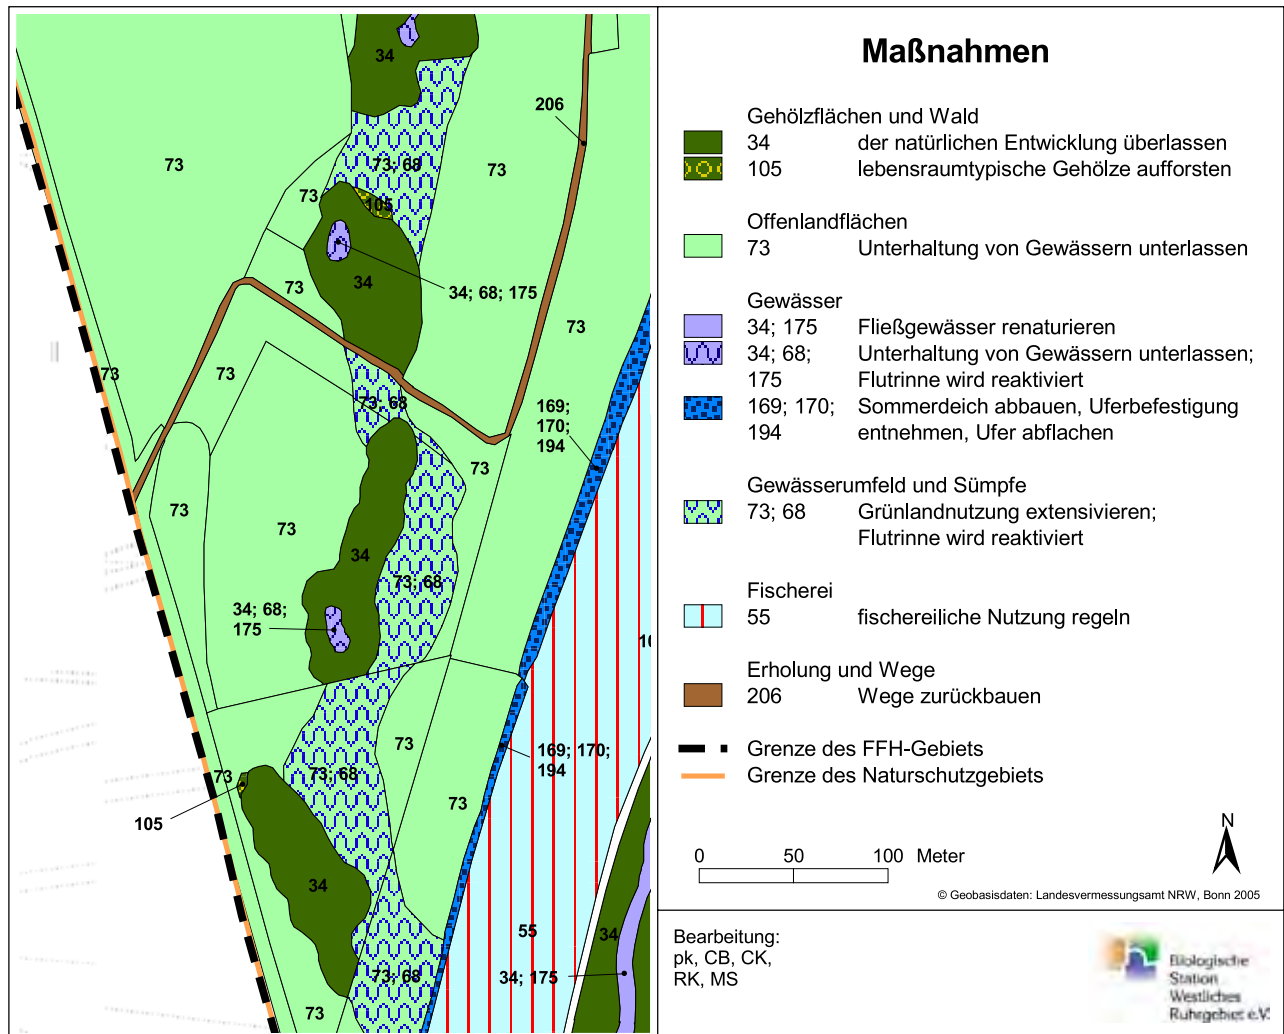 34
206
73
73; 68
73
73
105
34
73
34; 68; 175
73
73
73
73; 68
169;
170;
194
73
73
73
34
73; 68
34; 68;
175
73
73; 68
73
169; 170;
194
105
73
34
55
34
73; 68
34; 175
73
Maßnahmen
Gehölzflächen und Wald
34 der natürlichen Entwicklung überlassen
105 lebensraumtypische Gehölze aufforsten
Offenlandflächen
73 Unterhaltung von Gewässern unterlassen
Gewässer
34; 175 Fließgewässer renaturieren
34; 68; Unterhaltung von Gewässern unterlassen;
175 Flutrinne wird reaktiviert
169; 170; Sommerdeich abbauen, Uferbefestigung
194 entnehmen, Ufer abflachen
Gewässerumfeld und Sümpfe
73; 68 Grünlandnutzung extensivieren;
Flutrinne wird reaktiviert
Fischerei
55 fischereiliche Nutzung regeln
Erholung und Wege
206 Wege zurückbauen
Grenze des FFH-Gebiets
Grenze des Naturschutzgebiets
N
0 50 100 Meter
© Geobasisdaten: Landesvermessungsamt NRW, Bonn 2005
Bearbeitung:
pk, CB, CK,
RK, MS
Biologische
Station
Westliches
Ruhrgebiet e.V.